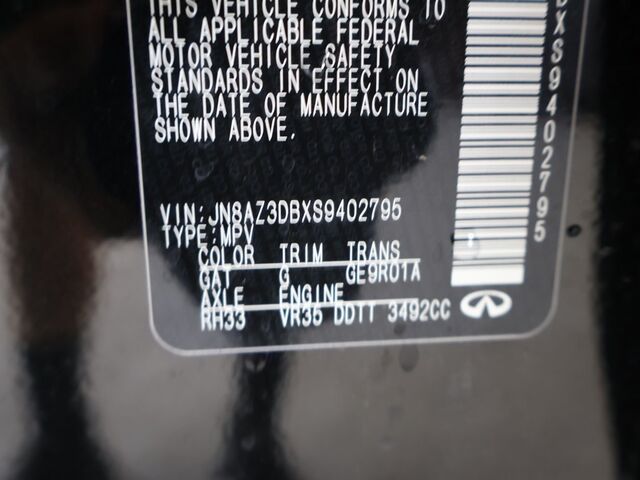 THIS VEHICLE CONFORMS TO
ALL APPLICABLE FEDERAL
MOTOR VEHICLE SAFETY
STANDARDS IN EFFECT ON
THE DATE OF MANUFACTURE
SHOWN ABOVE.
VIN:JN8AZ3DBXS9402795
TYPE:MPV
COLOR TRIM TRANS
GAT G GE9R01A
AXLE ENGINE
RH33 VR35 DDTT 3492CC
BXS9402795